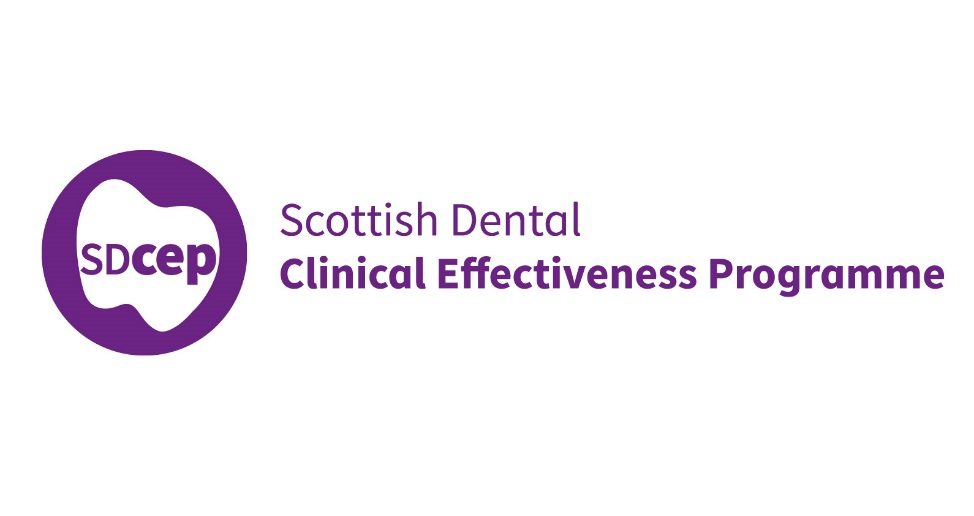 SDcep
Scottish Dental
Clinical Effectiveness Programme